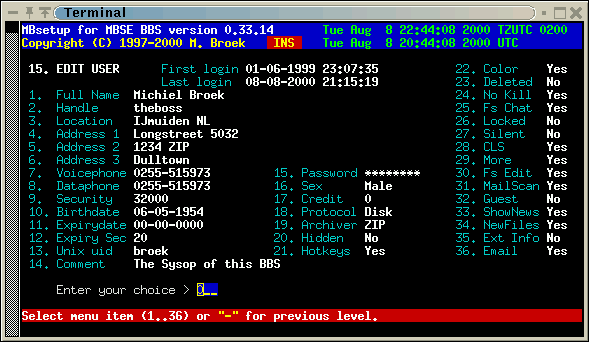 Terminal
MBsetup for MBSE BBS version 0.33.14 Tue Aug 8 22:44:08 2000 TZUTC 0200
Copyright (C) 1997-2000 M. Broek INS Tue Aug 8 20:44:08 2000 UTC
15. EDIT USER First login 01-06-1999 23:07:35 22. Color Yes
Last login 08-08-2000 21:15:19 23. Deleted No
1. Full Name Michiel Broek 24. No Kill Yes
2. Handle theboss 25. Fs Chat Yes
3. Location IJmuiden NL 26. Locked No
4. Address 1 Longstreet 5032 27. Silent No
5. Address 2 1234 ZIP 28. CLS Yes
6. Address 3 Dulltown 29. More Yes
7. Voicephone 0255-515973 15. Password ******** 30. Fs Edit Yes
8. Dataphone 0255-515973 16. Sex Male 31. MailScan Yes
9. Security 32000 17. Credit 0 32. Guest No
10. Birthdate 06-05-1954 18. Protocol Disk 33. ShowNews Yes
11. Expirydate 00-00-0000 19. Archiver ZIP 34. NewFiles Yes
12. Expiry Sec 20 20. Hidden No 35. Ext Info No
13. Unix uid broek 21. Hotkeys Yes 36. Email Yes
14. Comment The Sysop of this BBS
Enter your choice > 0__
Select menu item (1..36) or "-" for previous level.